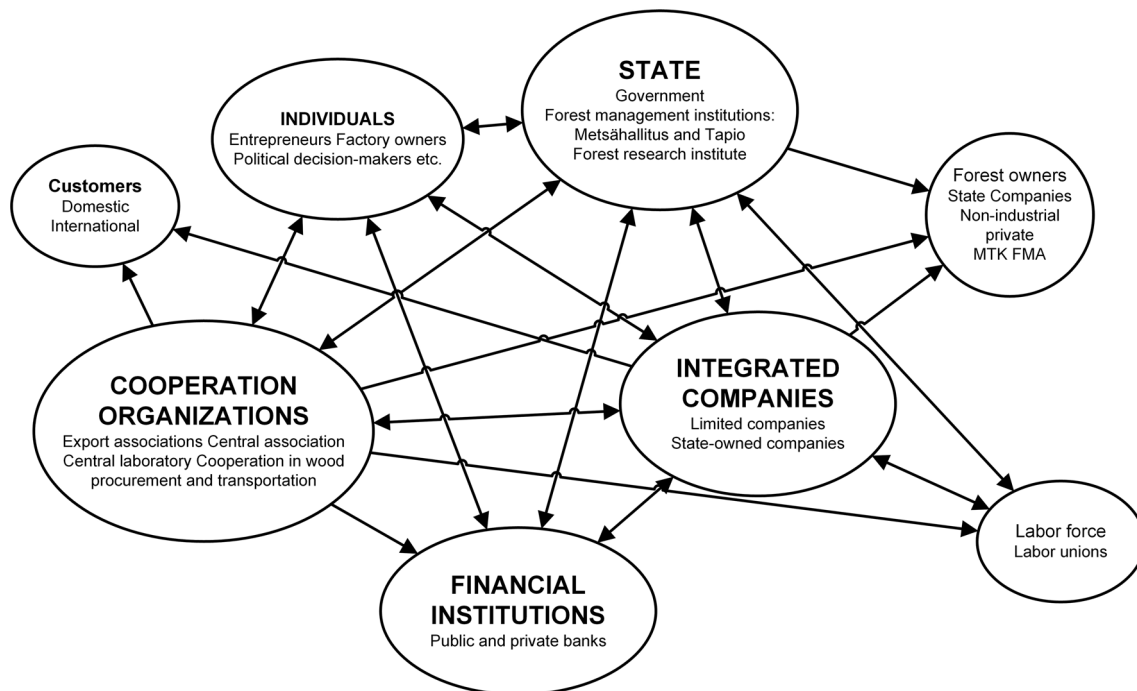 STATE
Government
Forest management institutions:
Metsähallitus and Tapio
Forest research institute
INDIVIDUALS
Entrepreneurs Factory owners
Political decision-makers etc.
Customers
Domestic
International
Forest owners
State Companies
Non-industrial
private
MTK FMA
COOPERATION
ORGANIZATIONS
Export associations Central association
Central laboratory Cooperation in wood
procurement and transportation
INTEGRATED
COMPANIES
Limited companies
State-owned companies
Labor force
Labor unions
FINANCIAL
INSTITUTIONS
Public and private banks